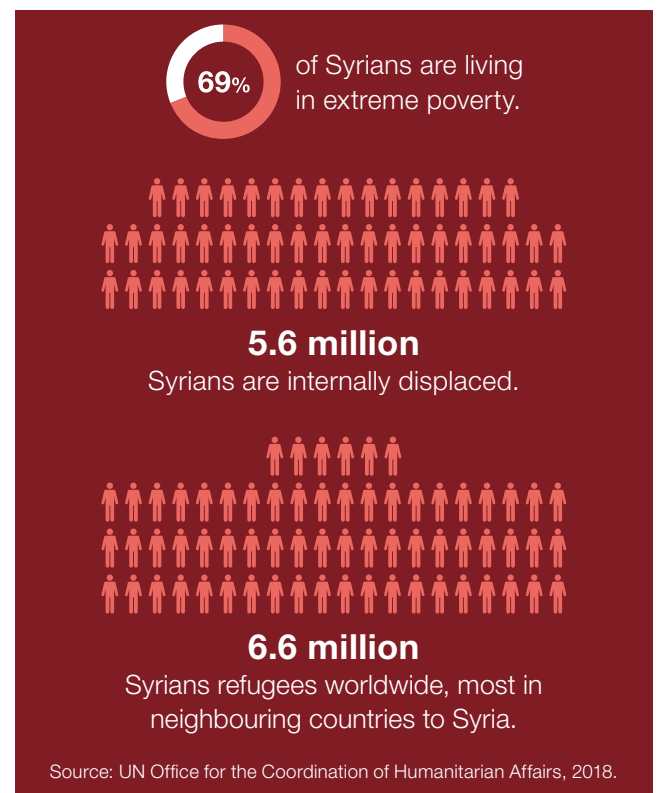 69%
of Syrians are living
in extreme poverty.
5.6 million
Syrians are internally displaced.
6.6 million
Syrians refugees worldwide, most in
neighbouring countries to Syria.
Source: UN Office for the Coordination of Humanitarian Affairs, 2018.